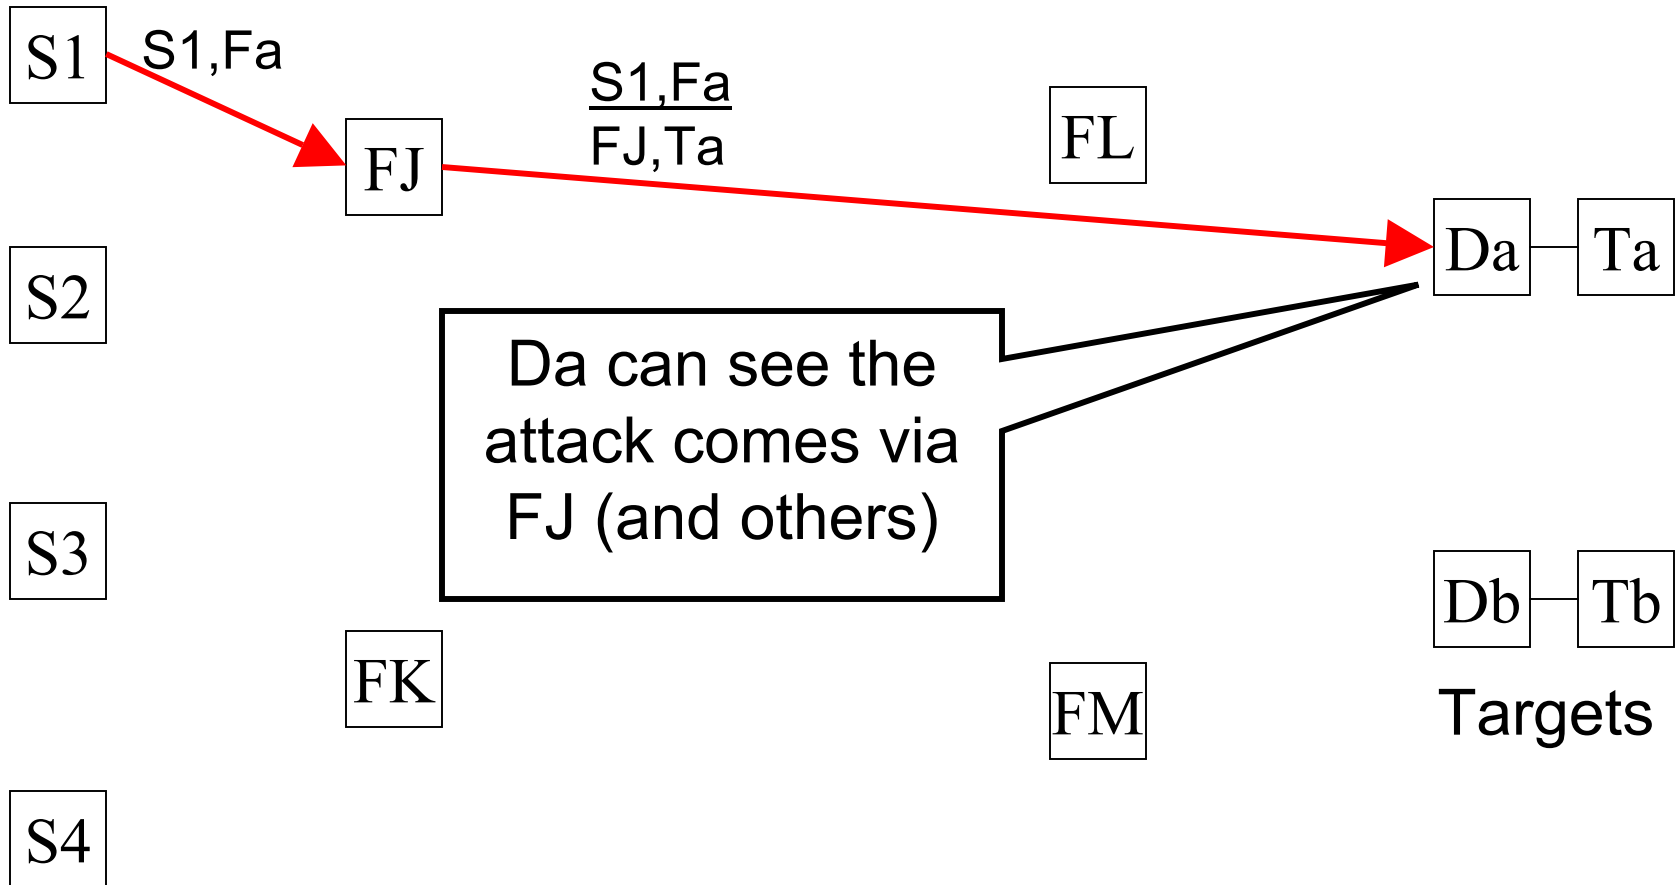 S1
S1,Fa
S1,Fa
FJ,Ta
FL
FJ
Da
Ta
S2
Da can see the
attack comes via
FJ (and others)
S3
Db
Tb
FK
FM
Targets
S4